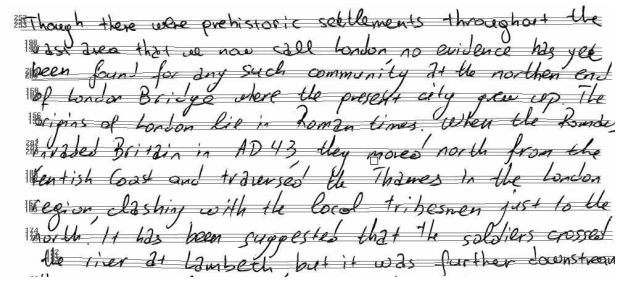 Though there were prehistoric settlements throughout the
vast area that we now call London, no evidence has yet
been found for any such community at the northen end
of London Bridge where the present city grew up. The
origins of London lie in Roman times. When the Romans
invaded Britain in AD 43, they moved north from the
Kentish Coast and traversed the Thames in the London
region, clashing with the local tribesmen just to the
north. It has been suggested that the soldiers crossed
the river at Lambeth, but it was further downstream